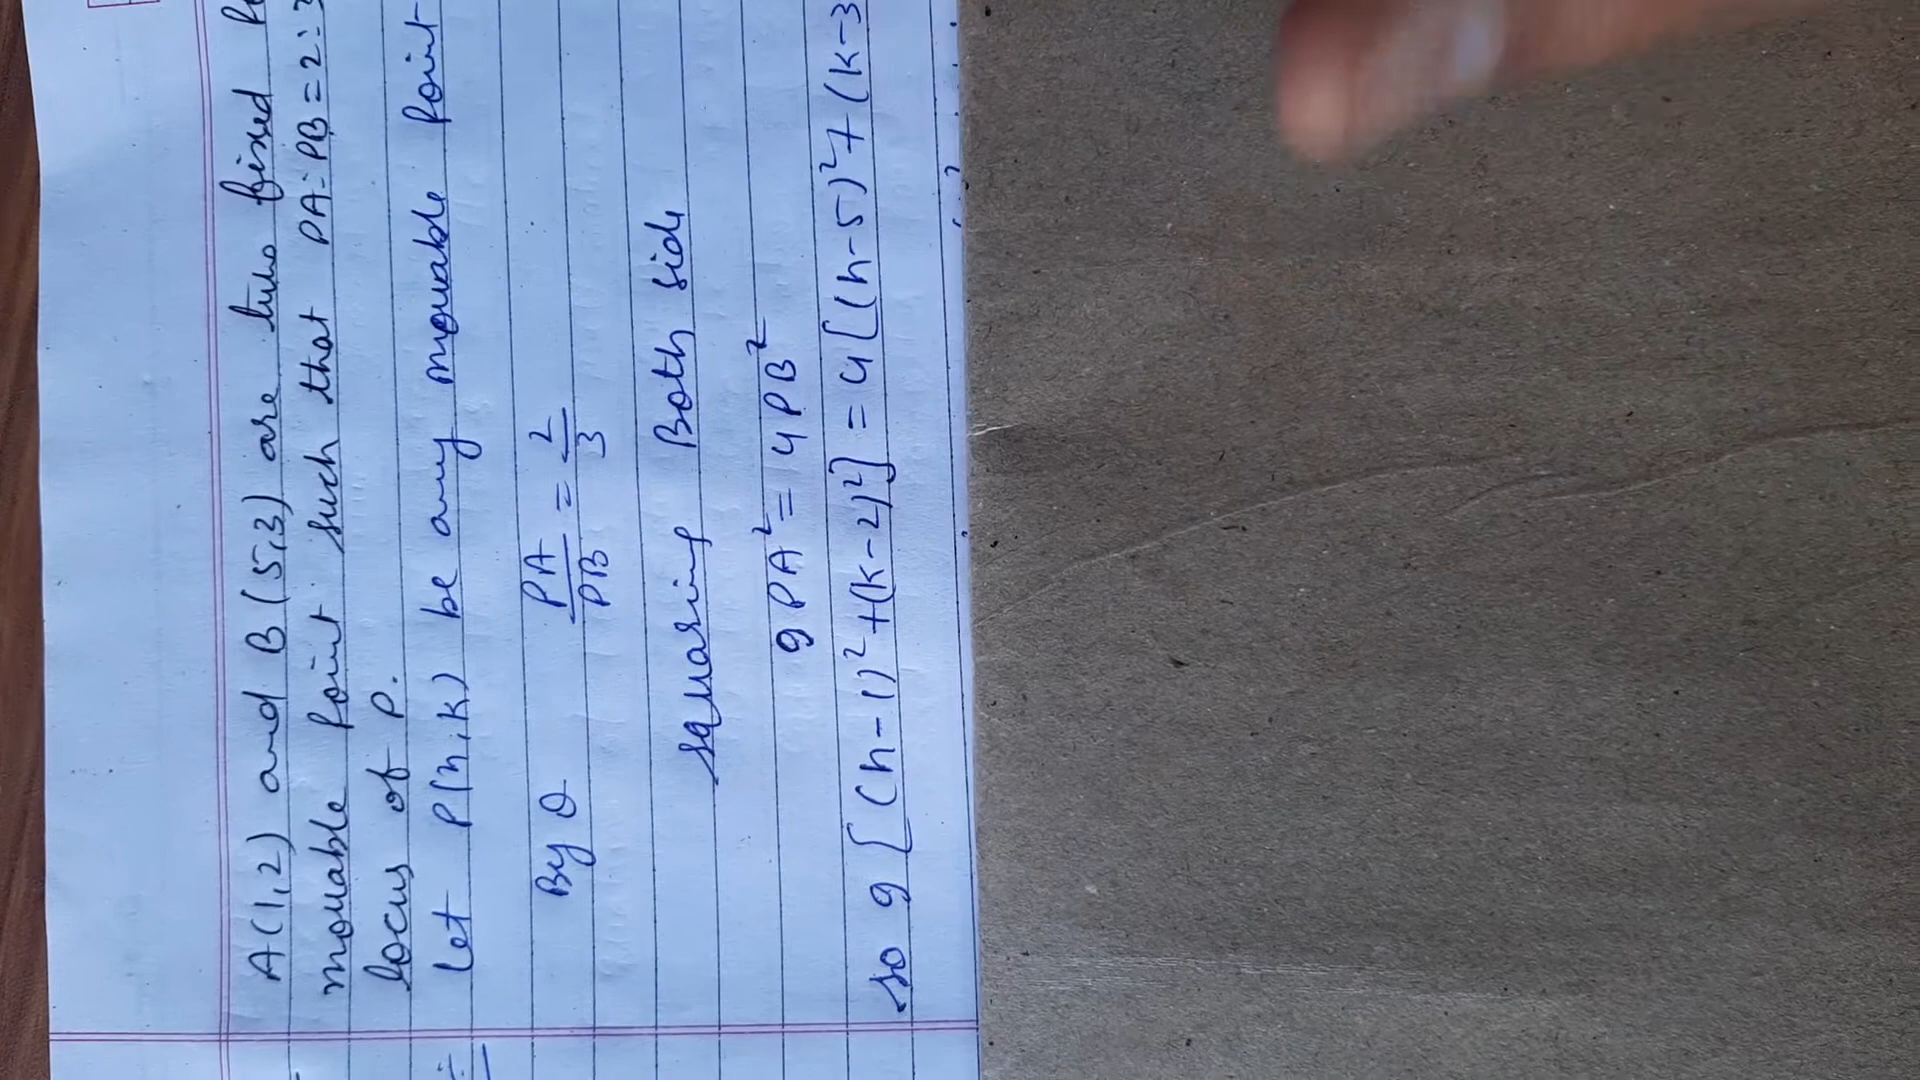 A(1,2) and B(5,3) are two fixed
movable point such that PA:PB = 2:3
locus of P.
Let P(h,k) be any movable point
By Q PA/PB = 2/3
squaring Both side
9PA² = 4PB²
so 9[(h-1)²+(k-2)²] = 4[(h-5)²+(k-3